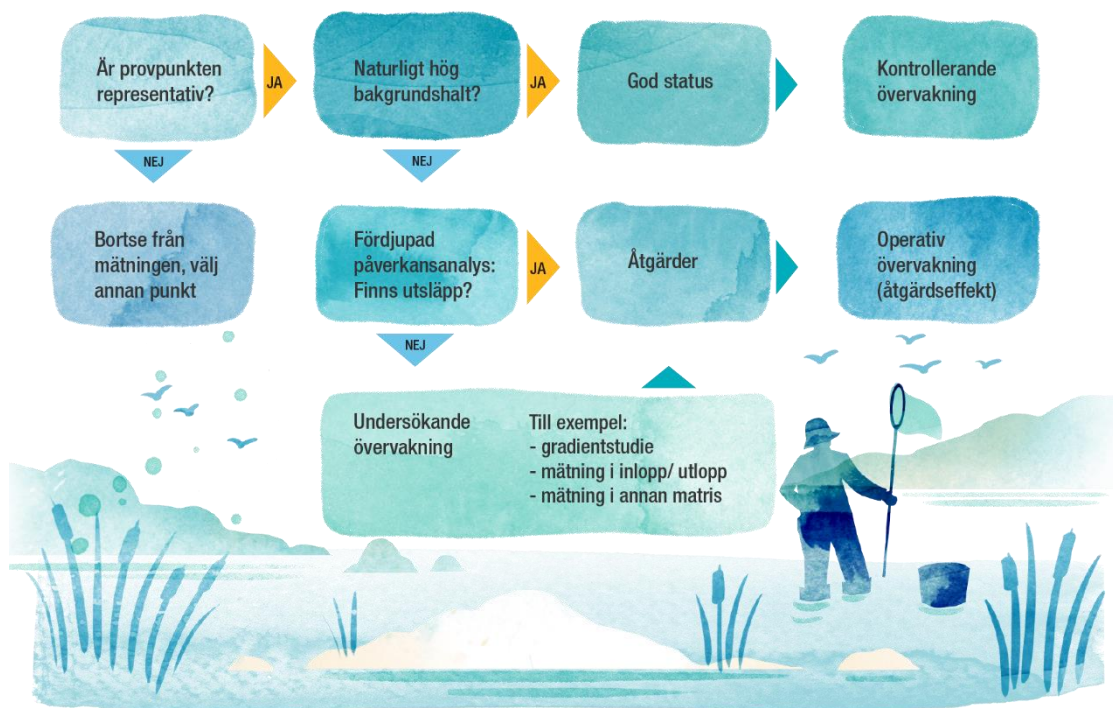 Är provpunkten
representativ?
JA
Naturligt hög
bakgrundshalt?
JA
God status
Kontrollerande
övervakning
NEJ
NEJ
Bortse från
mätningen, välj
annan punkt
Fördjupad
påverkansanalys:
Finns utsläpp?
JA
Åtgärder
Operativ
övervakning
(åtgärdseffekt)
NEJ
Undersökande
övervakning
Till exempel:
- gradientstudie
- mätning i inlopp/ utlopp
- mätning i annan matris